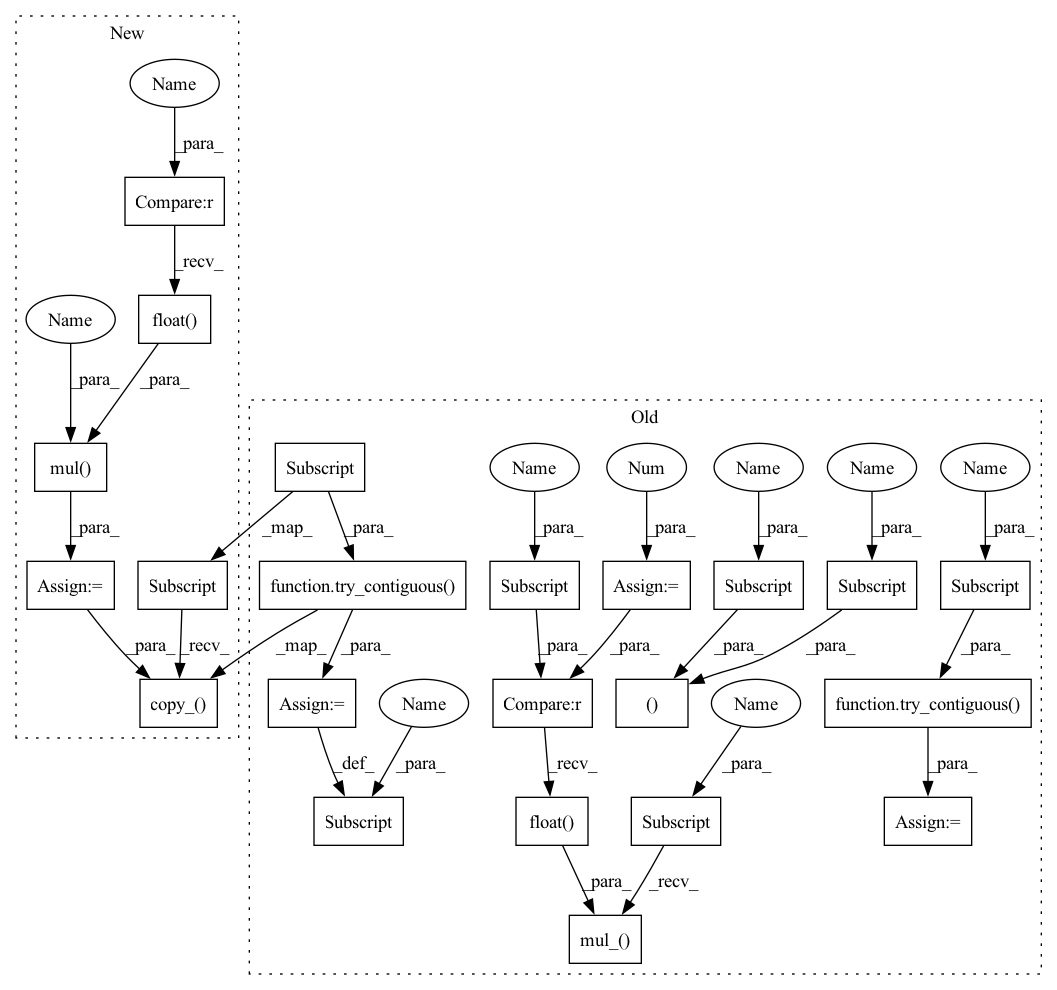 New
Name
_para_
Compare:r
_recv_
Name
float()
_para_
_para_
Old
mul()
Subscript
Name
Num
Name
Name
Name
_para_
_map_
_para_
_para_
_para_
_para_
_para_
_para_
Assign:=
Subscript
function.try_contiguous()
Subscript
Assign:=
Subscript
Subscript
Subscript
_para_
_recv_
_map_
_para_
_para_
_para_
_para_
_para_
_para_
copy_()
Assign:=
Name
Compare:r
()
Name
function.try_contiguous()
_def_
_para_
_recv_
_para_
_para_
Subscript
float()
Subscript
Assign:=
_para_
_recv_
mul_()